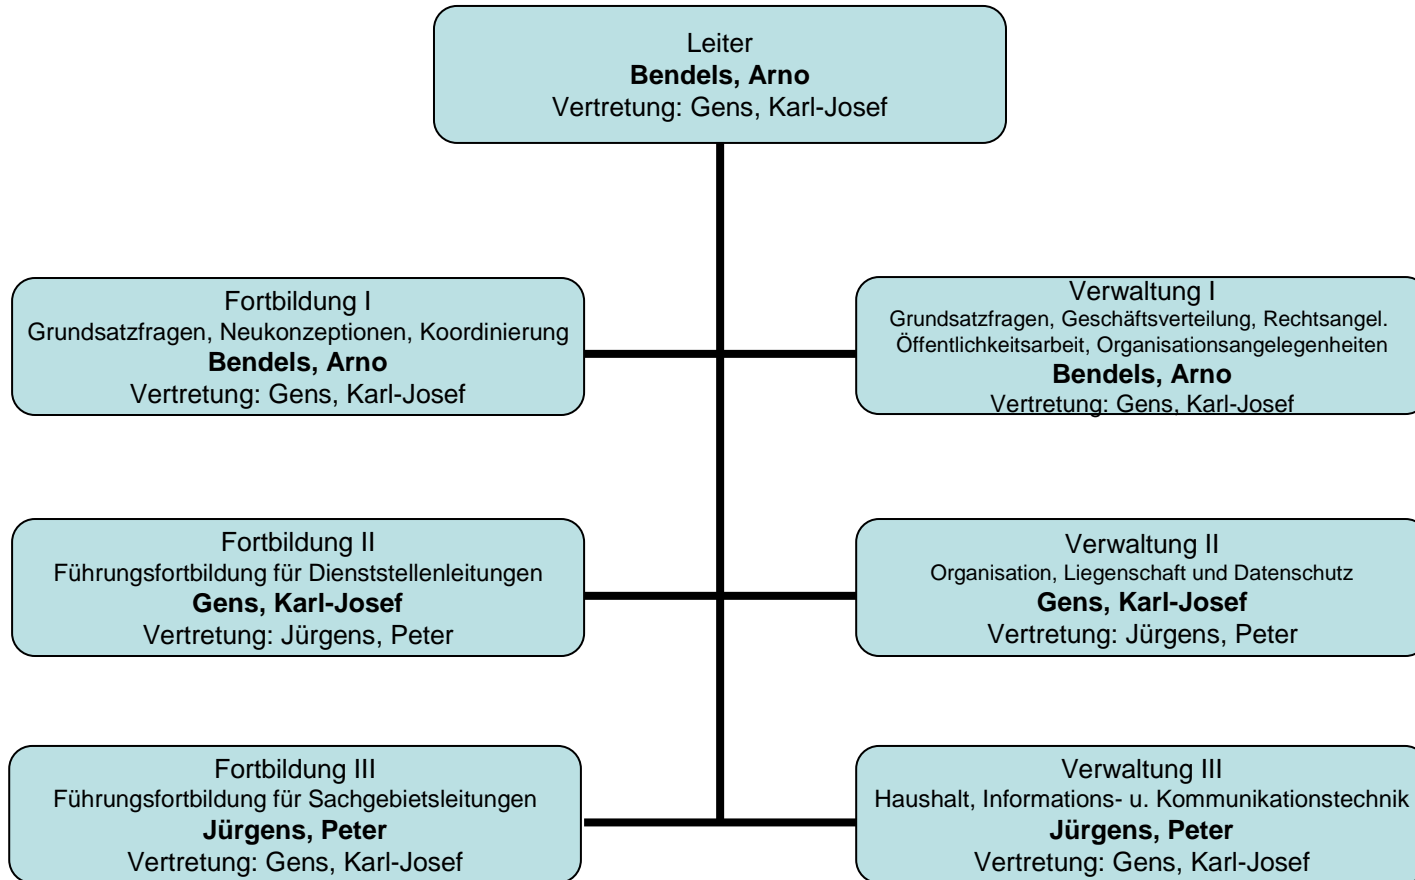 Leiter
Bendels, Arno
Vertretung: Gens, Karl-Josef
Fortbildung I
Grundsatzfragen, Neukonzeptionen, Koordinierung
Bendels, Arno
Vertretung: Gens, Karl-Josef
Verwaltung I
Grundsatzfragen, Geschäftsverteilung, Rechtsangel.
Öffentlichkeitsarbeit, Organisationsangelegenheiten
Bendels, Arno
Vertretung: Gens, Karl-Josef
Fortbildung II
Führungsfortbildung für Dienststellenleitungen
Gens, Karl-Josef
Vertretung: Jürgens, Peter
Verwaltung II
Organisation, Liegenschaft und Datenschutz
Gens, Karl-Josef
Vertretung: Jürgens, Peter
Fortbildung III
Führungsfortbildung für Sachgebietsleitungen
Jürgens, Peter
Vertretung: Gens, Karl-Josef
Verwaltung III
Haushalt, Informations- u. Kommunikationstechnik
Jürgens, Peter
Vertretung: Gens, Karl-Josef